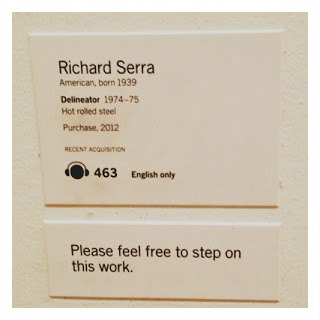 Richard Serra
American, born 1939
Delineator 1974–75
Hot rolled steel
Purchase, 2012
RECENT ACQUISITION
463 English only
Please feel free to step on
this work.